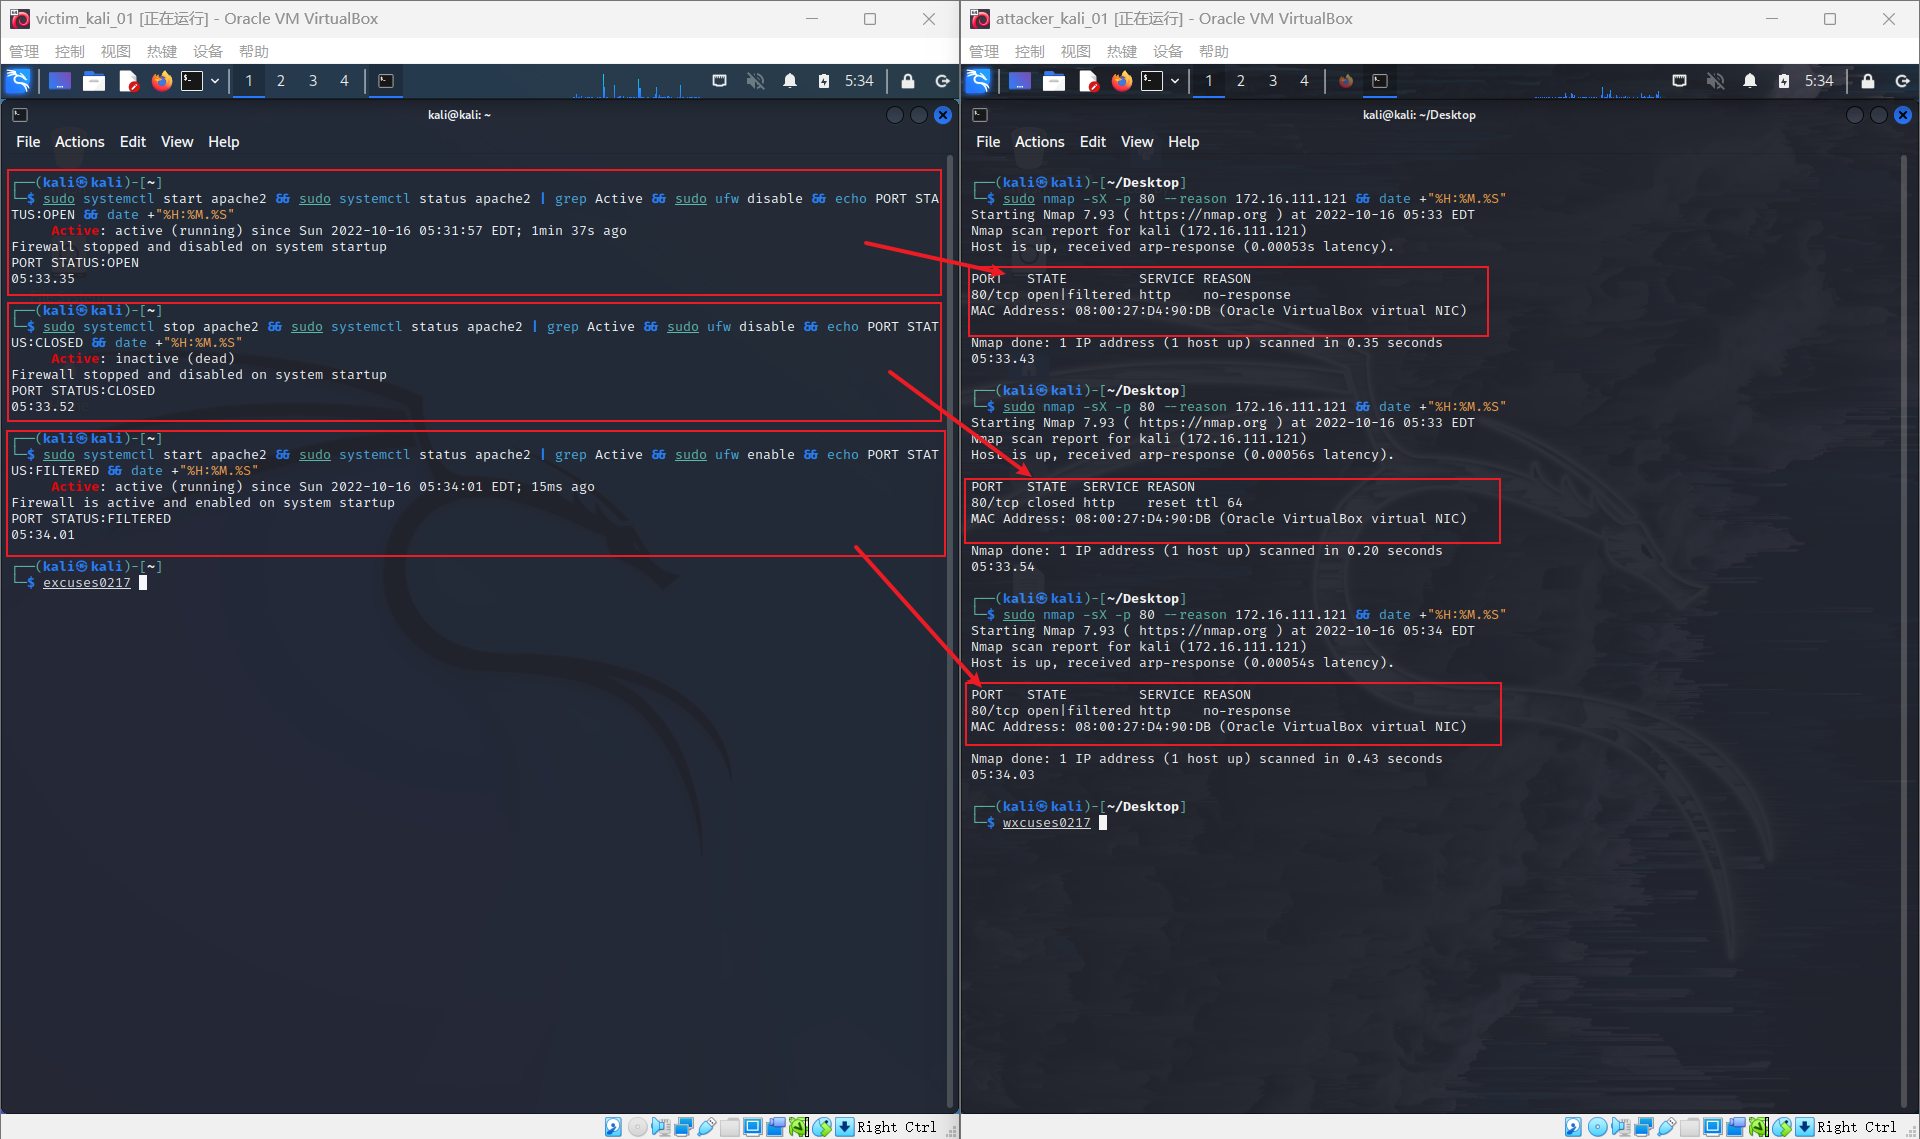 victim_kali_01 [正在运行] - Oracle VM VirtualBox
管理 控制 视图 热键 设备 帮助
1 2 3 4 5:34
kali@kali: ~
File Actions Edit View Help
┌──(kali㉿kali)-[~]
└─$ sudo systemctl start apache2 && sudo systemctl status apache2 | grep Active && sudo ufw disable && echo PORT STA
TUS:OPEN && date +"%H:%M.%S"
Active: active (running) since Sun 2022-10-16 05:31:57 EDT; 1min 37s ago
Firewall stopped and disabled on system startup
PORT STATUS:OPEN
05:33.35
┌──(kali㉿kali)-[~]
└─$ sudo systemctl stop apache2 && sudo systemctl status apache2 | grep Active && sudo ufw disable && echo PORT STAT
US:CLOSED && date +"%H:%M.%S"
Active: inactive (dead)
Firewall stopped and disabled on system startup
PORT STATUS:CLOSED
05:33.52
┌──(kali㉿kali)-[~]
└─$ sudo systemctl start apache2 && sudo systemctl status apache2 | grep Active && sudo ufw enable && echo PORT STAT
US:FILTERED && date +"%H:%M.%S"
Active: active (running) since Sun 2022-10-16 05:34:01 EDT; 15ms ago
Firewall is active and enabled on system startup
PORT STATUS:FILTERED
05:34.01
┌──(kali㉿kali)-[~]
└─$ excuses0217
Right Ctrl
attacker_kali_01 [正在运行] - Oracle VM VirtualBox
管理 控制 视图 热键 设备 帮助
1 2 3 4 5:34
kali@kali: ~/Desktop
File Actions Edit View Help
┌──(kali㉿kali)-[~/Desktop]
└─$ sudo nmap -sX -p 80 --reason 172.16.111.121 && date +"%H:%M.%S"
Starting Nmap 7.93 ( https://nmap.org ) at 2022-10-16 05:33 EDT
Nmap scan report for kali (172.16.111.121)
Host is up, received arp-response (0.00053s latency).
PORT STATE SERVICE REASON
80/tcp open|filtered http no-response
MAC Address: 08:00:27:D4:90:DB (Oracle VirtualBox virtual NIC)
Nmap done: 1 IP address (1 host up) scanned in 0.35 seconds
05:33.43
┌──(kali㉿kali)-[~/Desktop]
└─$ sudo nmap -sX -p 80 --reason 172.16.111.121 && date +"%H:%M.%S"
Starting Nmap 7.93 ( https://nmap.org ) at 2022-10-16 05:33 EDT
Nmap scan report for kali (172.16.111.121)
Host is up, received arp-response (0.00056s latency).
PORT STATE SERVICE REASON
80/tcp closed http reset ttl 64
MAC Address: 08:00:27:D4:90:DB (Oracle VirtualBox virtual NIC)
Nmap done: 1 IP address (1 host up) scanned in 0.20 seconds
05:33.54
┌──(kali㉿kali)-[~/Desktop]
└─$ sudo nmap -sX -p 80 --reason 172.16.111.121 && date +"%H:%M.%S"
Starting Nmap 7.93 ( https://nmap.org ) at 2022-10-16 05:34 EDT
Nmap scan report for kali (172.16.111.121)
Host is up, received arp-response (0.00054s latency).
PORT STATE SERVICE REASON
80/tcp open|filtered http no-response
MAC Address: 08:00:27:D4:90:DB (Oracle VirtualBox virtual NIC)
Nmap done: 1 IP address (1 host up) scanned in 0.43 seconds
05:34.03
┌──(kali㉿kali)-[~/Desktop]
└─$ wxcuses0217
Right Ctrl